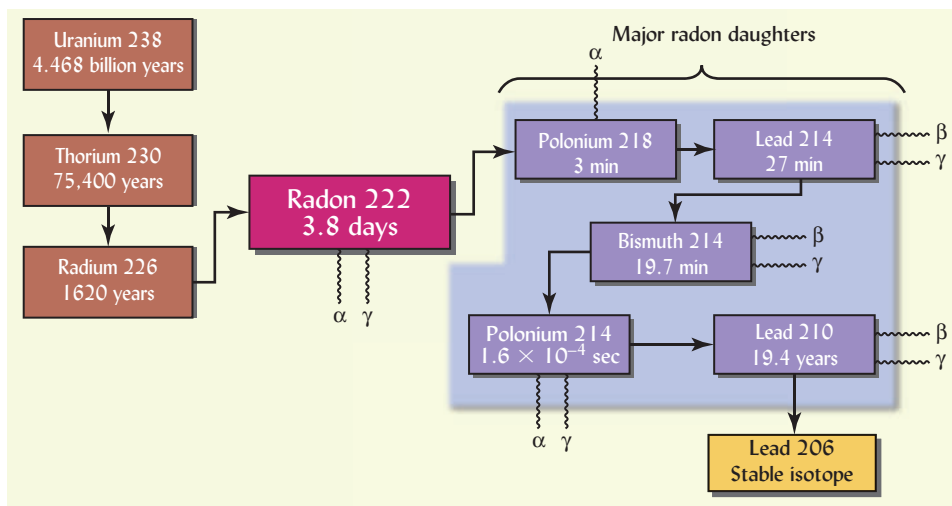 Uranium 238
4.468 billion years
Thorium 230
75,400 years
Radium 226
1620 years
Radon 222
3.8 days
α
γ
Major radon daughters
α
Polonium 218
3 min
Lead 214
27 min
β
γ
Bismuth 214
19.7 min
β
γ
Polonium 214
1.6 × 10⁻⁴ sec
α
γ
Lead 210
19.4 years
β
γ
Lead 206
Stable isotope